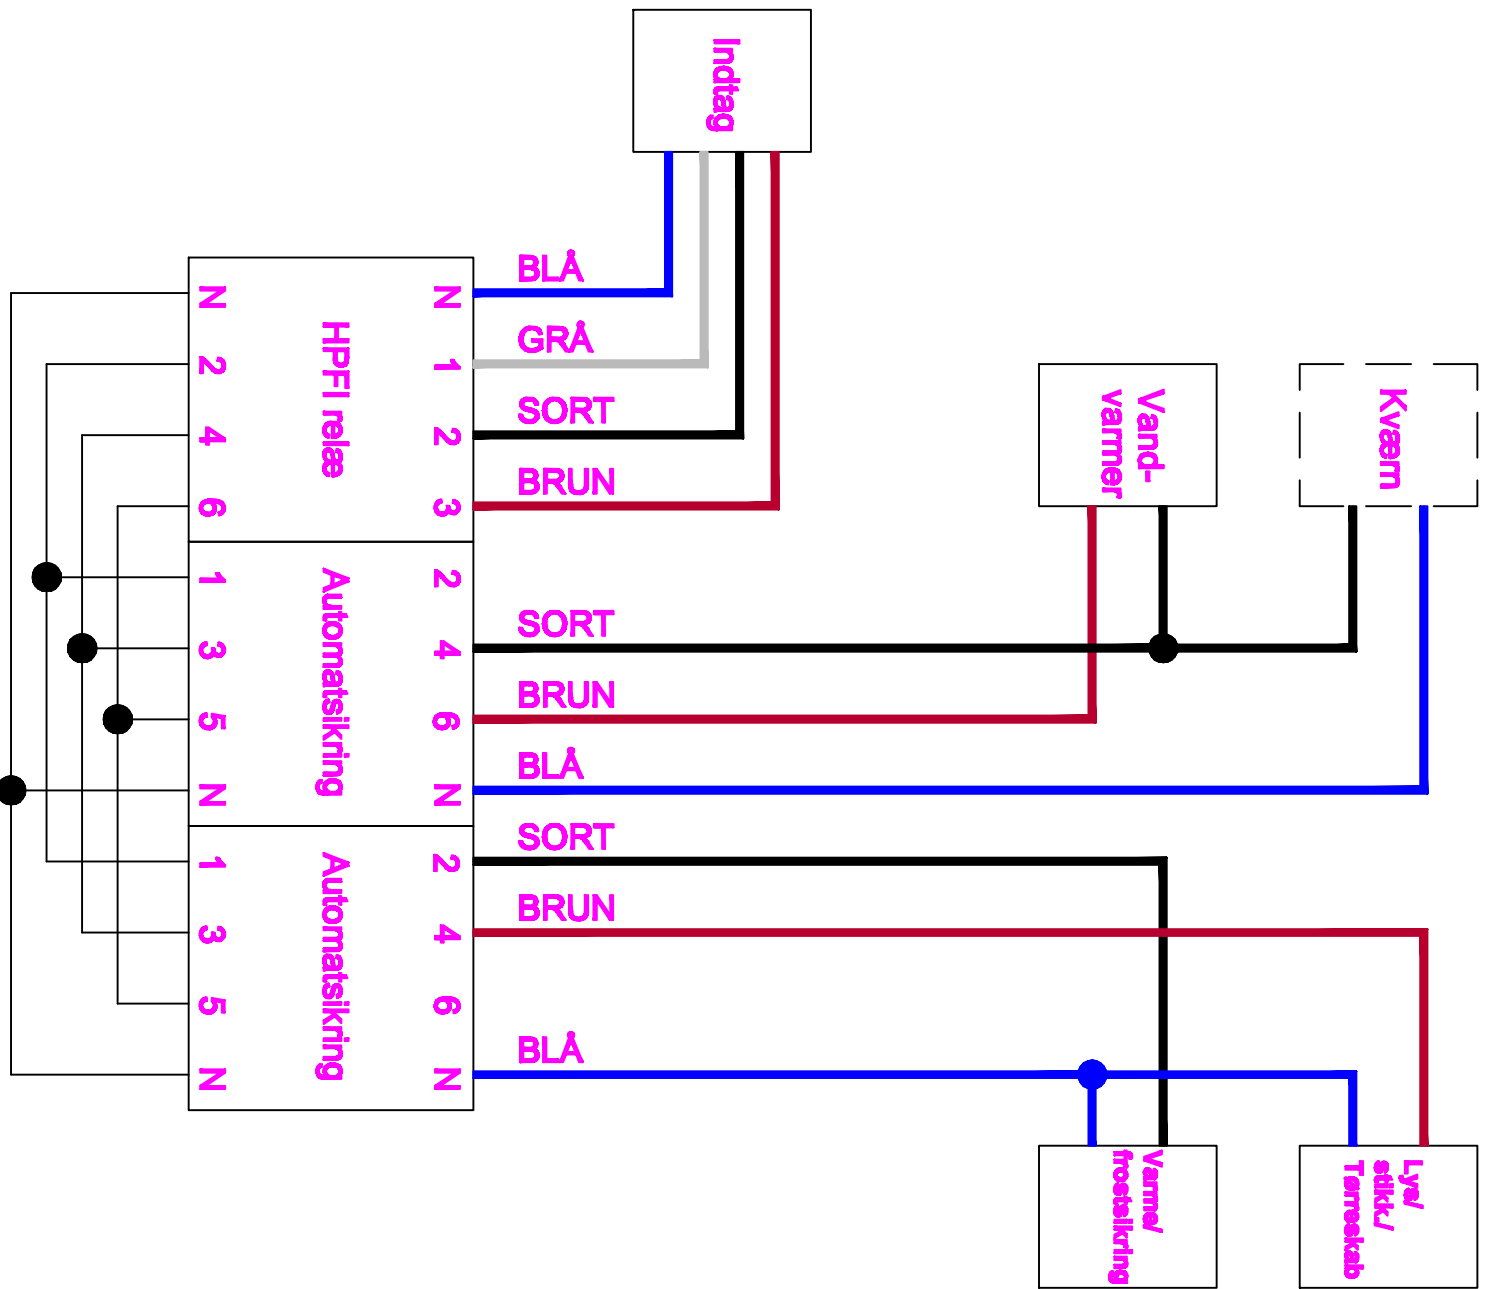 Indtag
BLÅ
GRÅ
SORT
BRUN
N
2
4
6
HPFI relæ
N
1
2
3
Vand-
varmer
Kværn
1
3
5
N
Automatsikring
2
4
6
N
SORT
BRUN
BLÅ
1
3
5
N
Automatsikring
2
4
6
N
SORT
BRUN
BLÅ
Varme/
frostsikring
Lys/
stikk./
Tørreskab